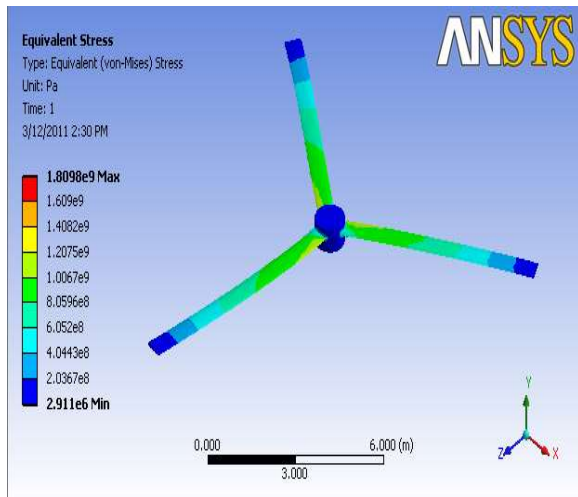 Equivalent Stress
Type: Equivalent (von-Mises) Stress
Unit: Pa
Time: 1
3/12/2011 2:30 PM
ANSYS
1.8098e9 Max
1.609e9
1.4082e9
1.2075e9
1.0067e9
8.0596e8
6.052e8
4.0443e8
2.0367e8
2.911e6 Min
0.000
6.000 (m)
3.000
Y
Z
X